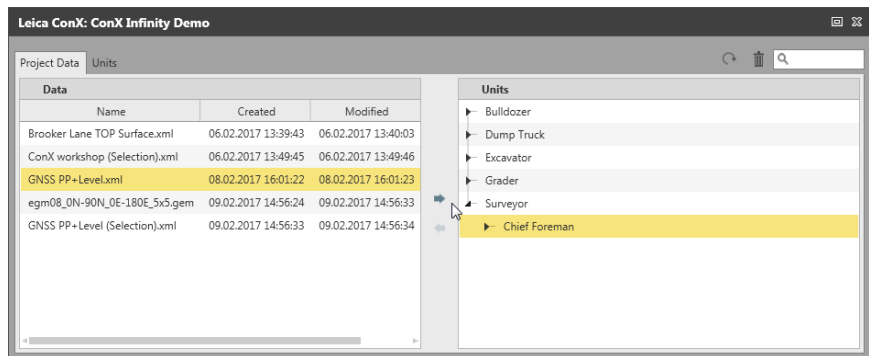 Leica ConX: ConX Infinity Demo
Project Data Units
Data
Name Created Modified
Brooker Lane TOP Surface.xml 06.02.2017 13:39:43 06.02.2017 13:40:03
ConX workshop (Selection).xml 06.02.2017 13:49:45 06.02.2017 13:49:46
GNSS PP+Level.xml 08.02.2017 16:01:22 08.02.2017 16:01:23
egm08_0N-90N_0E-180E_5x5.gem 09.02.2017 14:56:24 09.02.2017 14:56:33
GNSS PP+Level (Selection).xml 09.02.2017 14:56:33 09.02.2017 14:56:34
Units
Bulldozer
Dump Truck
Excavator
Grader
Surveyor
Chief Foreman